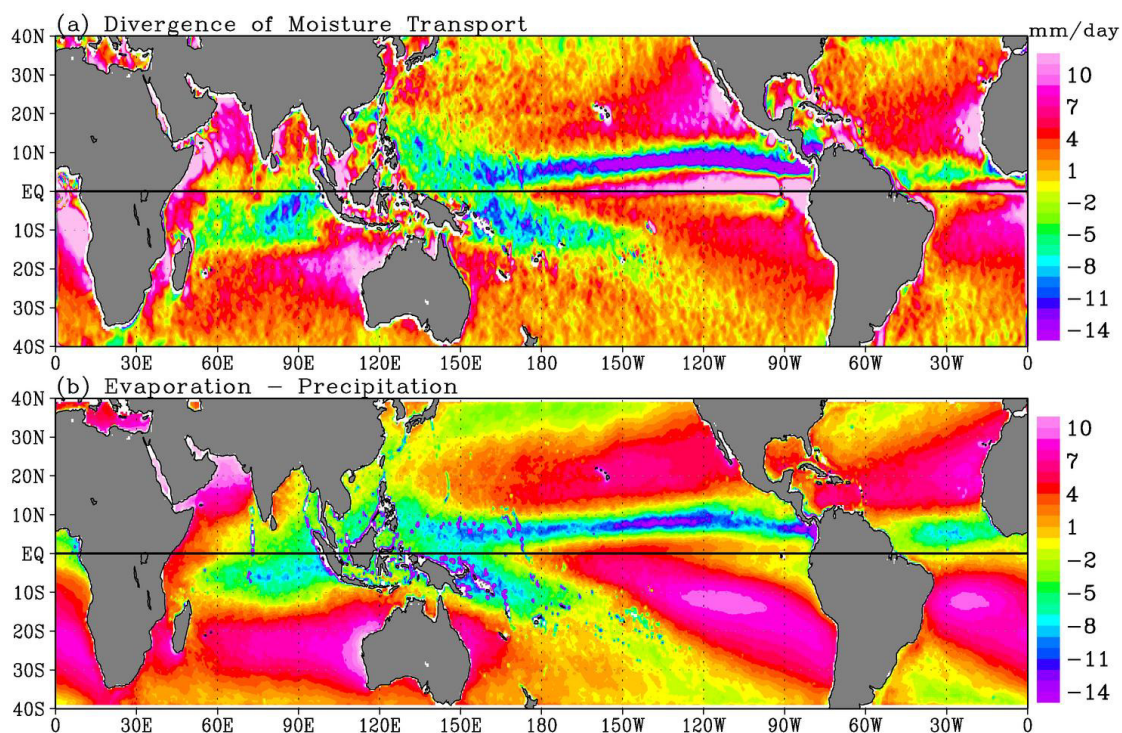 (a) Divergence of Moisture Transport
mm/day
40N
30N
20N
10N
EQ
10S
20S
30S
40S
0 30E 60E 90E 120E 150E 180 150W 120W 90W 60W 30W 0
10
7
4
1
−2
−5
−8
−11
−14
(b) Evaporation − Precipitation
40N
30N
20N
10N
EQ
10S
20S
30S
40S
0 30E 60E 90E 120E 150E 180 150W 120W 90W 60W 30W 0
10
7
4
1
−2
−5
−8
−11
−14